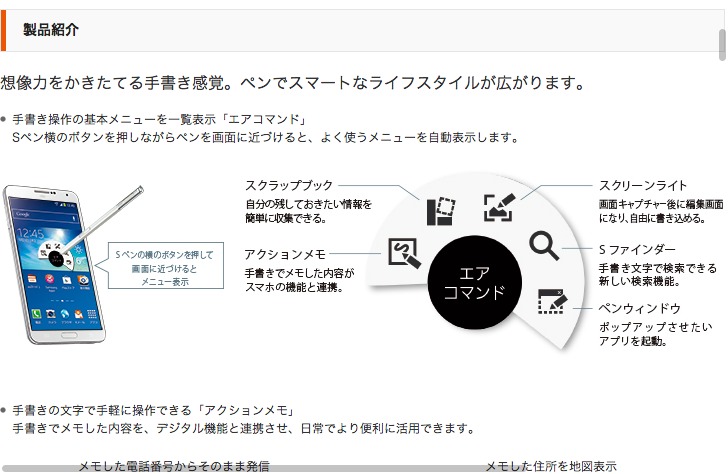 製品紹介
想像力をかきたてる手書き感覚。ペンでスマートなライフスタイルが広がります。
手書き操作の基本メニューを一覧表示「エアコマンド」
Sペン横のボタンを押しながらペンを画面に近づけると、よく使うメニューを自動表示します。
スクラップブック
自分の残しておきたい情報を
簡単に収集できる。
アクションメモ
手書きでメモした内容が
スマホの機能と連携。
エア
コマンド
スクリーンライト
画面キャプチャー後に編集画面
になり、自由に書き込める。
S ファインダー
手書き文字で検索できる
新しい検索機能。
ペンウィンドウ
ポップアップさせたい
アプリを起動。
Sペンの横のボタンを押して
画面に近づけると
メニュー表示
手書きの文字で手軽に操作できる「アクションメモ」
手書きでメモした内容を、デジタル機能と連携させ、日常でより便利に活用できます。
メモした電話番号からそのまま発信
メモした住所を地図表示